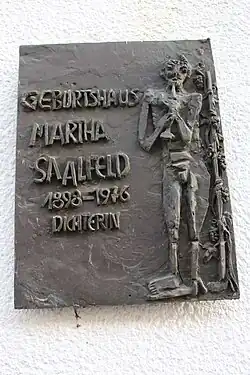 GEBURTSHAUS
MARTHA
SAALFELD
1898-1976
DICHTERIN